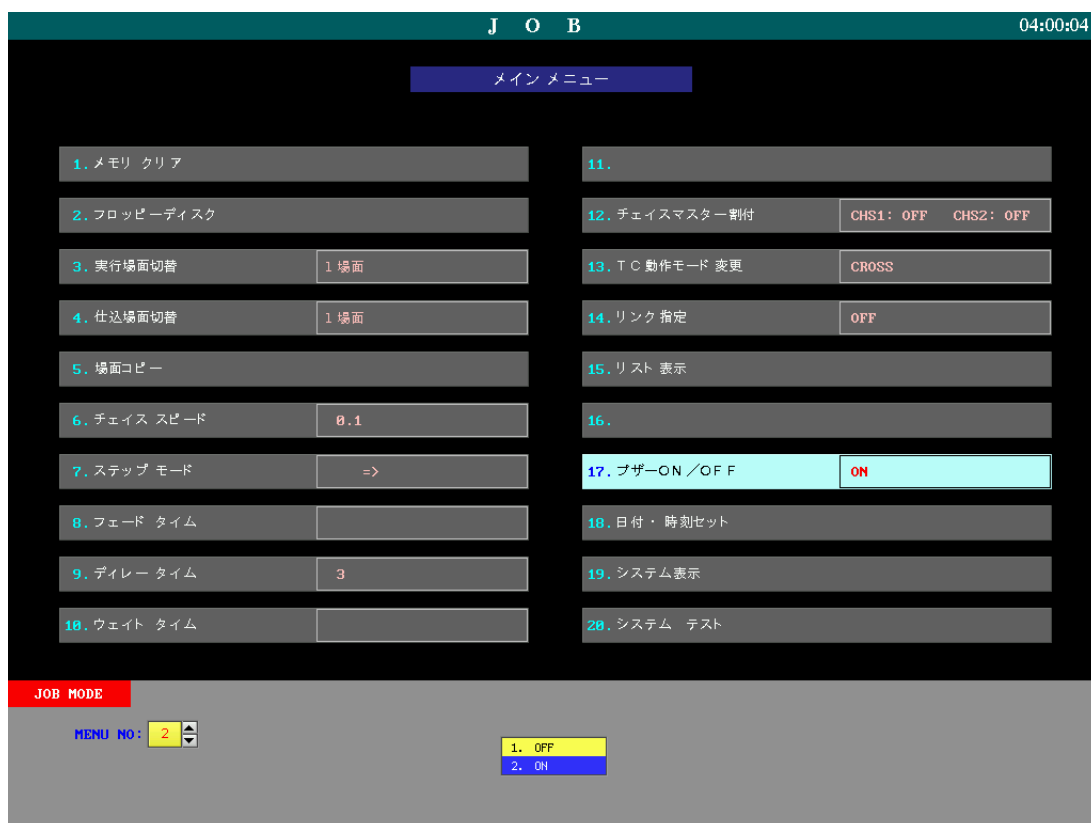 J O B
04:00:04
メイン メニュー
1. メモリ クリア
2. フロッピーディスク
3. 実行場面切替 1場面
4. 仕込場面切替 1場面
5. 場面コピー
6. チェイス スピード 0.1
7. ステップ モード =>
8. フェード タイム
9. ディレー タイム 3
10. ウェイト タイム
11.
12. チェイスマスター割付 CHS1: OFF CHS2: OFF
13. TC動作モード変更 CROSS
14. リンク指定 OFF
15. リスト表示
16.
17. ブザーON/OFF ON
18. 日付・時刻セット
19. システム表示
20. システム テスト
JOB MODE
MENU NO: 2
1. OFF
2. ON